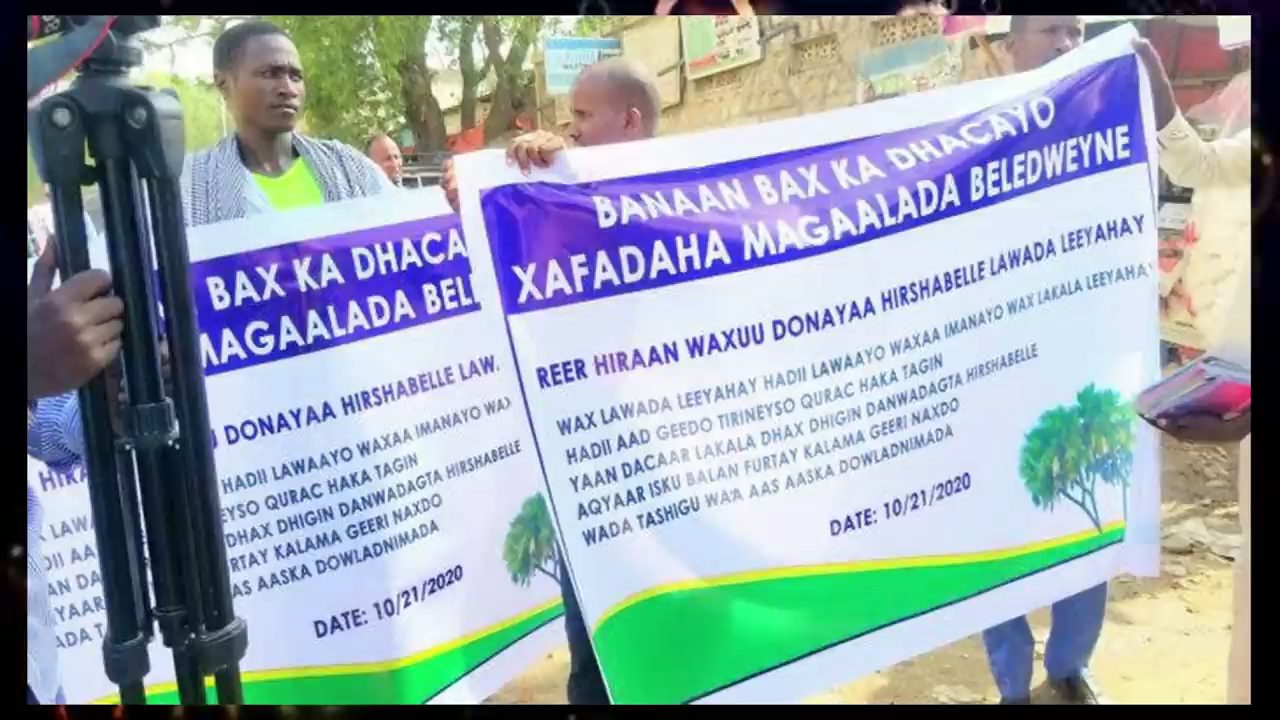 BANAAN BAX KA DHACAYO
XAFADAHA MAGAALADA BELEDWEYNE
REER HIRAAN WAXUU DONAYAA HIRSHABELLE LAWADA LEEYAHAY
WAX LAWADA LEEYAHAY HADII LAWAAYO WAXAA IMANAYO WAX LAKALA LEEYAHAY
HADII AAD GEEDO TIRINEYSO QURAC HAKA TAGIN
YAAN DACAAR LAKALA DHAX DHIGIN DANWADAGTA HIRSHABELLE
AQYAAR ISKU BALAN FURTAY KALAMA GEERI NAXDO
WADA TASHIGU WAA AAS AASKA DOWLADNIMADA
DATE: 10/21/2020
BAX KA DHACA
MAGAALADA BEL
DONAYAA HIRSHABELLE LAW
HADII LAWAAYO WAXAA IMANAYO WAX
EYSO QURAC HAKA TAGIN
DHAX DHIGIN DANWADAGTA HIRSHABELLE
RTAY KALAMA GEERI NAXDO
AS AASKA DOWLADNIMADA
DATE: 10/21/2020